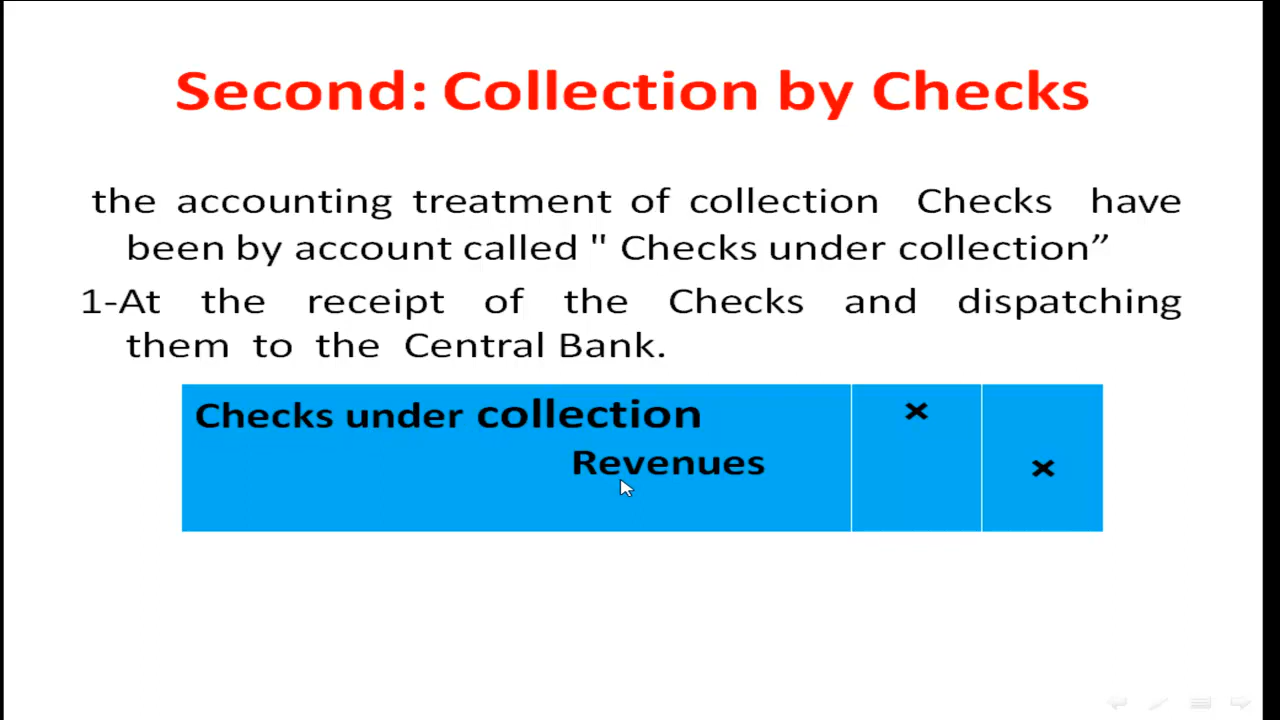 Second: Collection by Checks
the accounting treatment of collection Checks have
been by account called " Checks under collection”
1-At the receipt of the Checks and dispatching
them to the Central Bank.
Checks under collection ×
Revenues ×